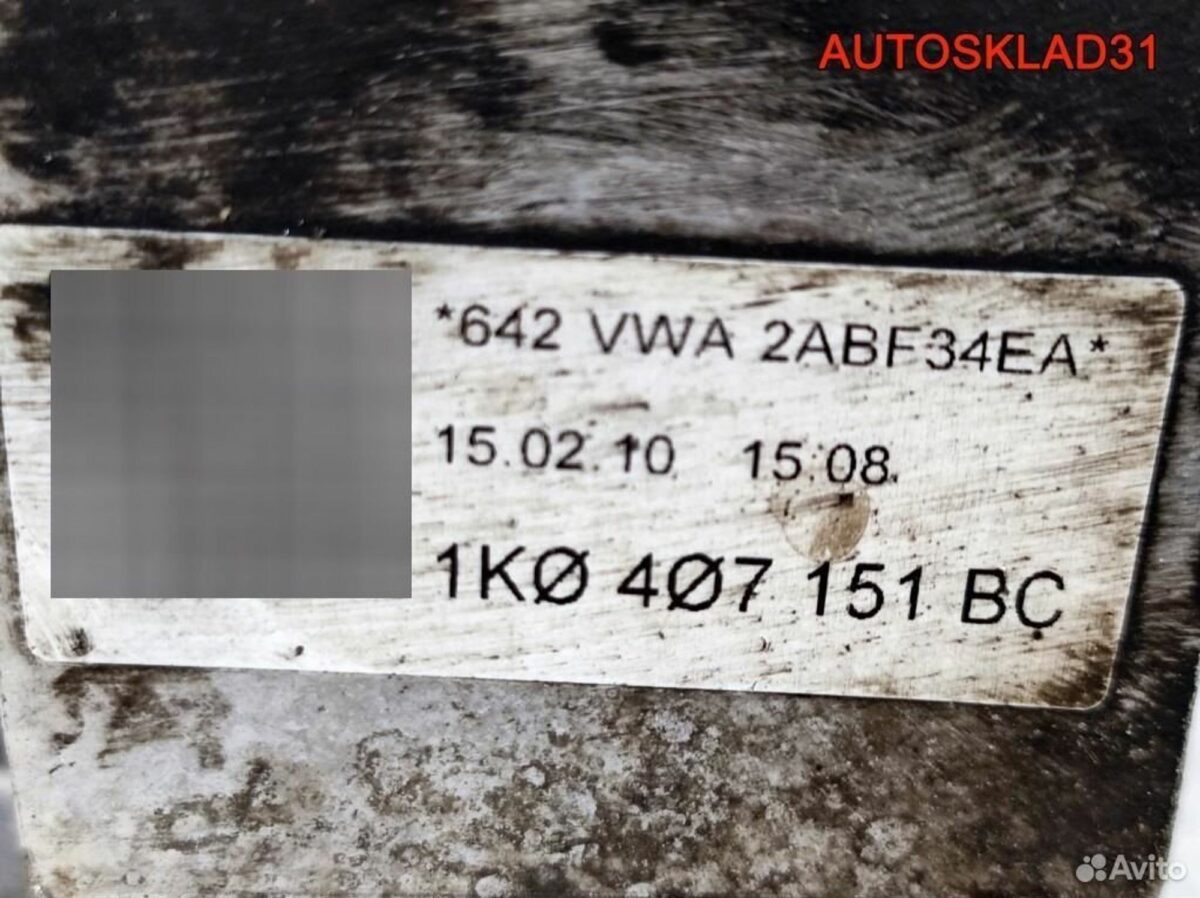 AUTOSKLAD31
*642 VWA 2ABF34EA*
15.02.10 15:08
1KØ 4Ø7 151 BC
Avito